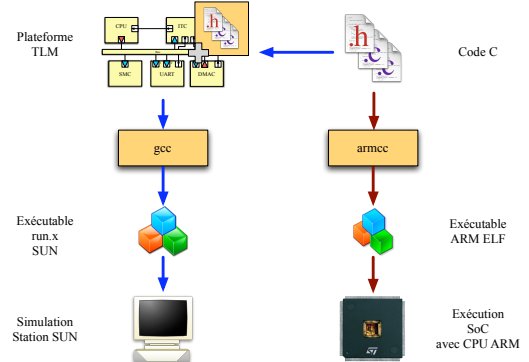 Plateforme
TLM
CPU
ITC
.h
.c
.c
SMC
UART
DMAC
.h
.c
.c
Code C
gcc
armcc
Exécutable
run.x
SUN
Exécutable
ARM ELF
Simulation
Station SUN
Exécution
SoC
avec CPU ARM